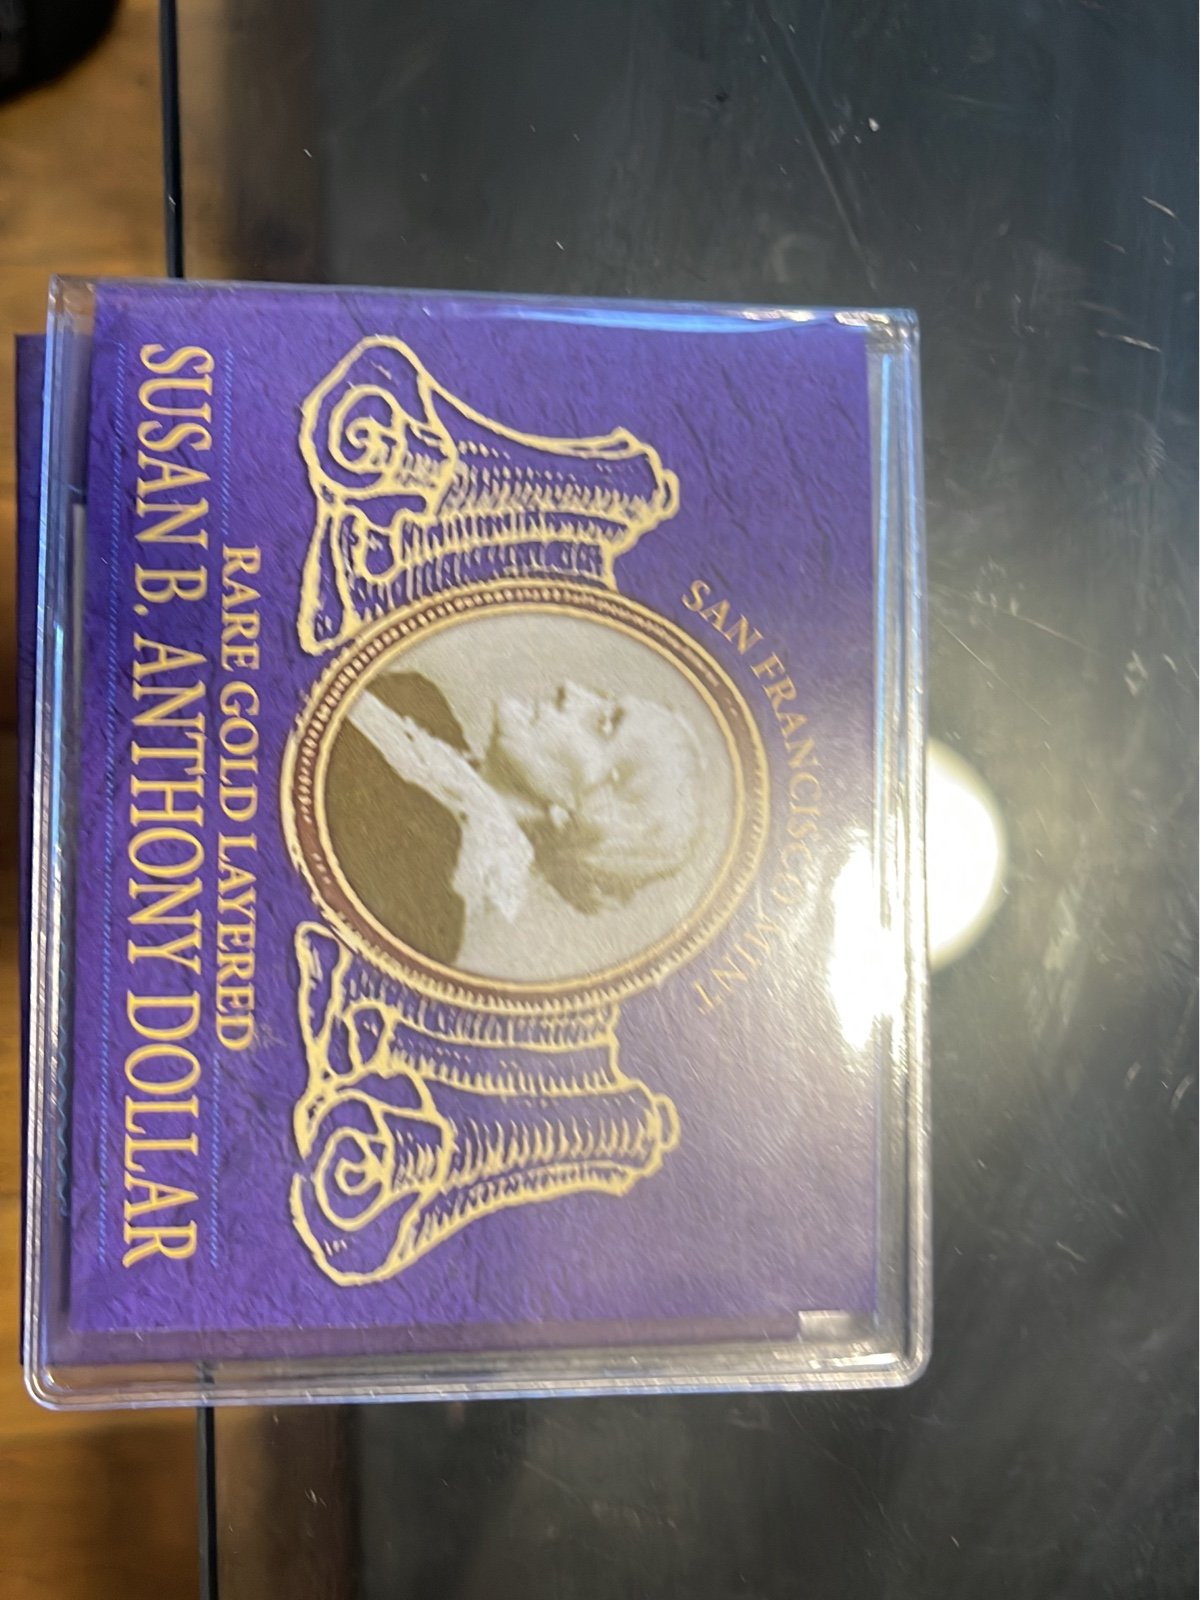 SAN FRANCISCO MINT
RARE GOLD LAYERED
SUSAN B. ANTHONY DOLLAR